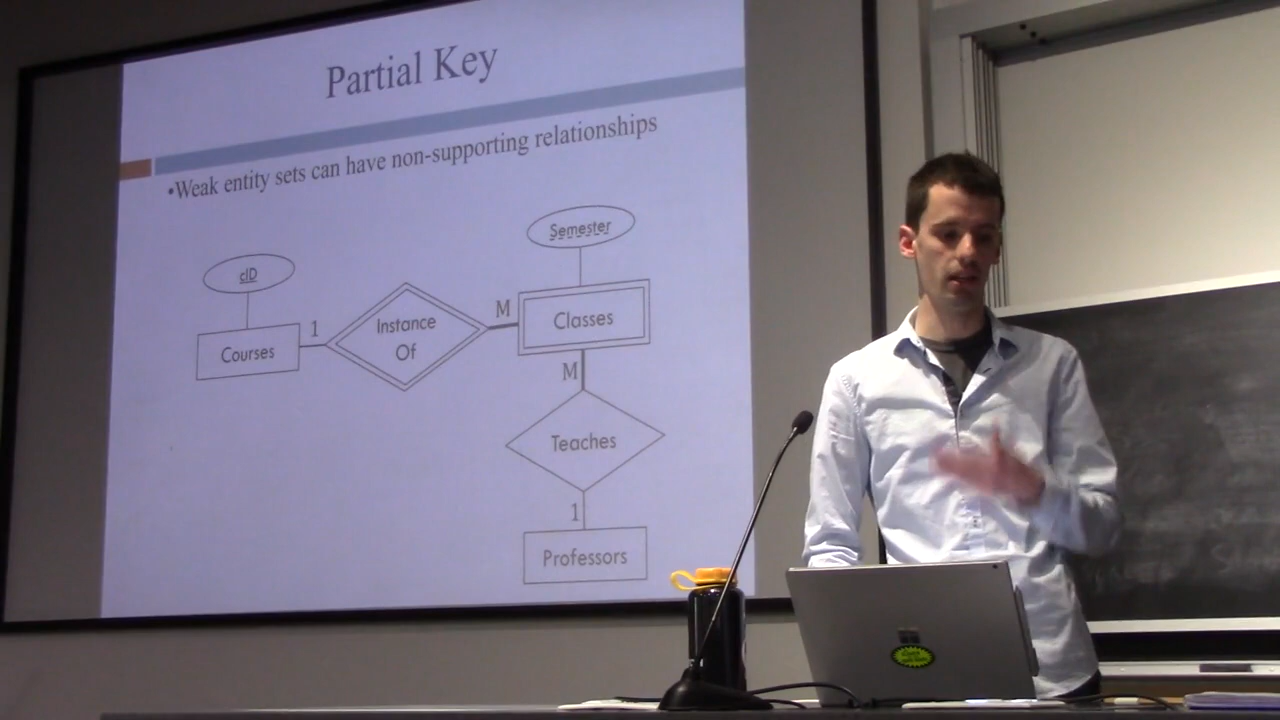 Partial Key
•Weak entity sets can have non-supporting relationships
Semester
cID
1
Instance
Of
M
Classes
Courses
M
Teaches
1
Professors